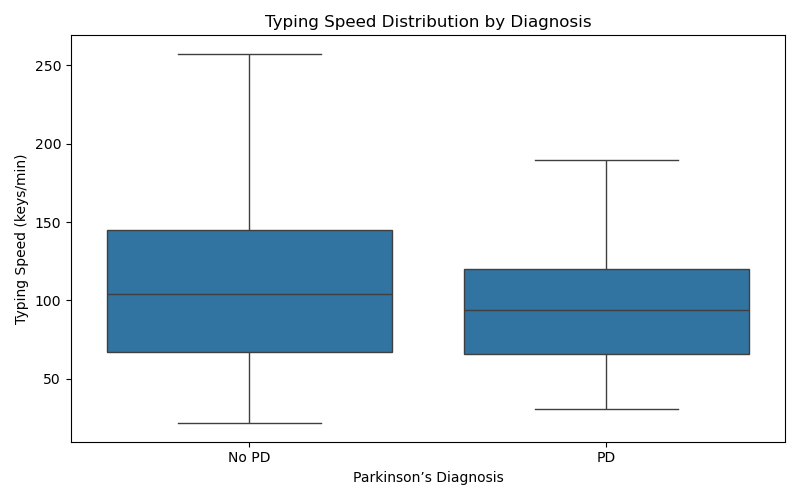 Typing Speed Distribution by Diagnosis
Typing Speed (keys/min)
250
200
150
100
50
No PD
PD
Parkinson’s Diagnosis